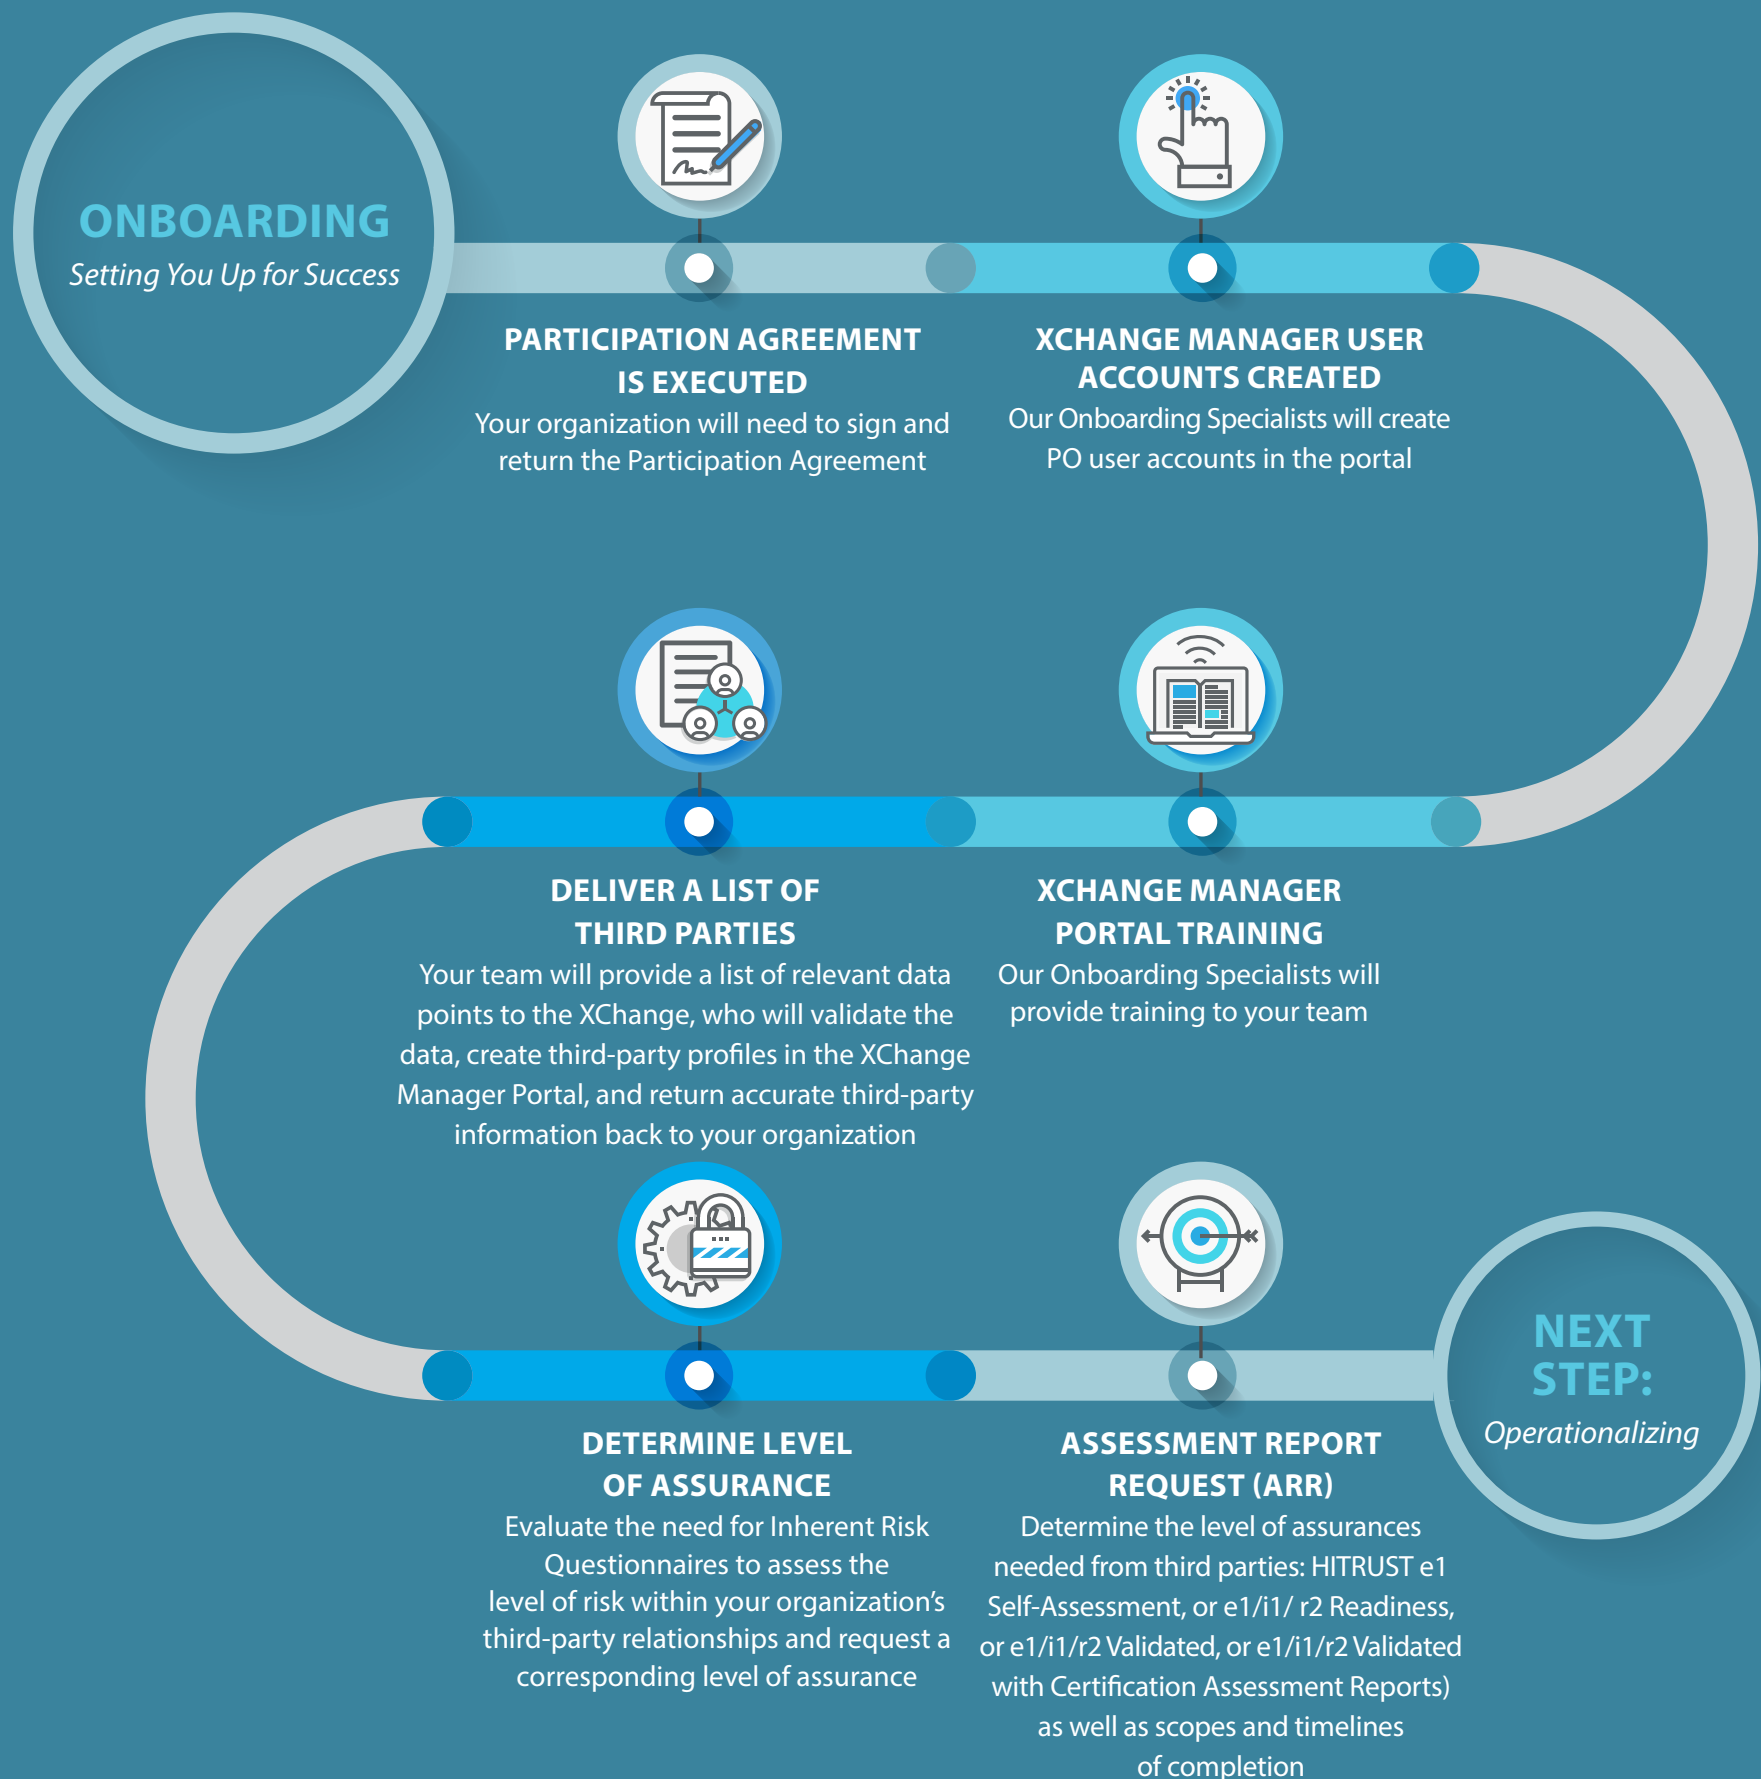 ONBOARDING
Setting You Up for Success
PARTICIPATION AGREEMENT
IS EXECUTED
Your organization will need to sign and
return the Participation Agreement
XCHANGE MANAGER USER
ACCOUNTS CREATED
Our Onboarding Specialists will create
PO user accounts in the portal
XCHANGE MANAGER
PORTAL TRAINING
Our Onboarding Specialists will
provide training to your team
DELIVER A LIST OF
THIRD PARTIES
Your team will provide a list of relevant data
points to the XChange, who will validate the
data, create third-party profiles in the XChange
Manager Portal, and return accurate third-party
information back to your organization
DETERMINE LEVEL
OF ASSURANCE
Evaluate the need for Inherent Risk
Questionnaires to assess the
level of risk within your organization’s
third-party relationships and request a
corresponding level of assurance
ASSESSMENT REPORT
REQUEST (ARR)
Determine the level of assurances
needed from third parties: HITRUST e1
Self-Assessment, or e1/i1/ r2 Readiness,
or e1/i1/r2 Validated, or e1/i1/r2 Validated
with Certification Assessment Reports)
as well as scopes and timelines
of completion
NEXT
STEP:
Operationalizing